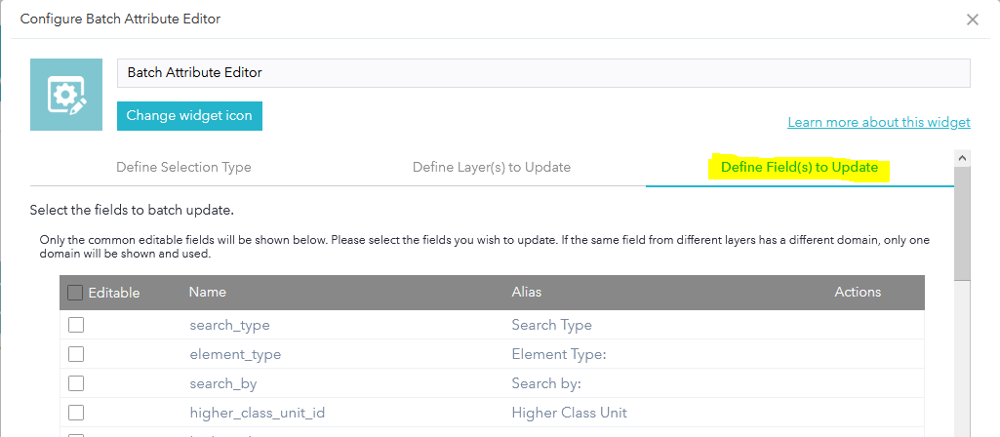 Configure Batch Attribute Editor
Batch Attribute Editor
Change widget icon
Learn more about this widget
Define Selection Type
Define Layer(s) to Update
Define Field(s) to Update
Select the fields to batch update.
Only the common editable fields will be shown below. Please select the fields you wish to update. If the same field from different layers has a different domain, only one
domain will be shown and used.
Editable Name Alias Actions
search_type Search Type
element_type Element Type:
search_by Search by:
higher_class_unit_id Higher Class Unit